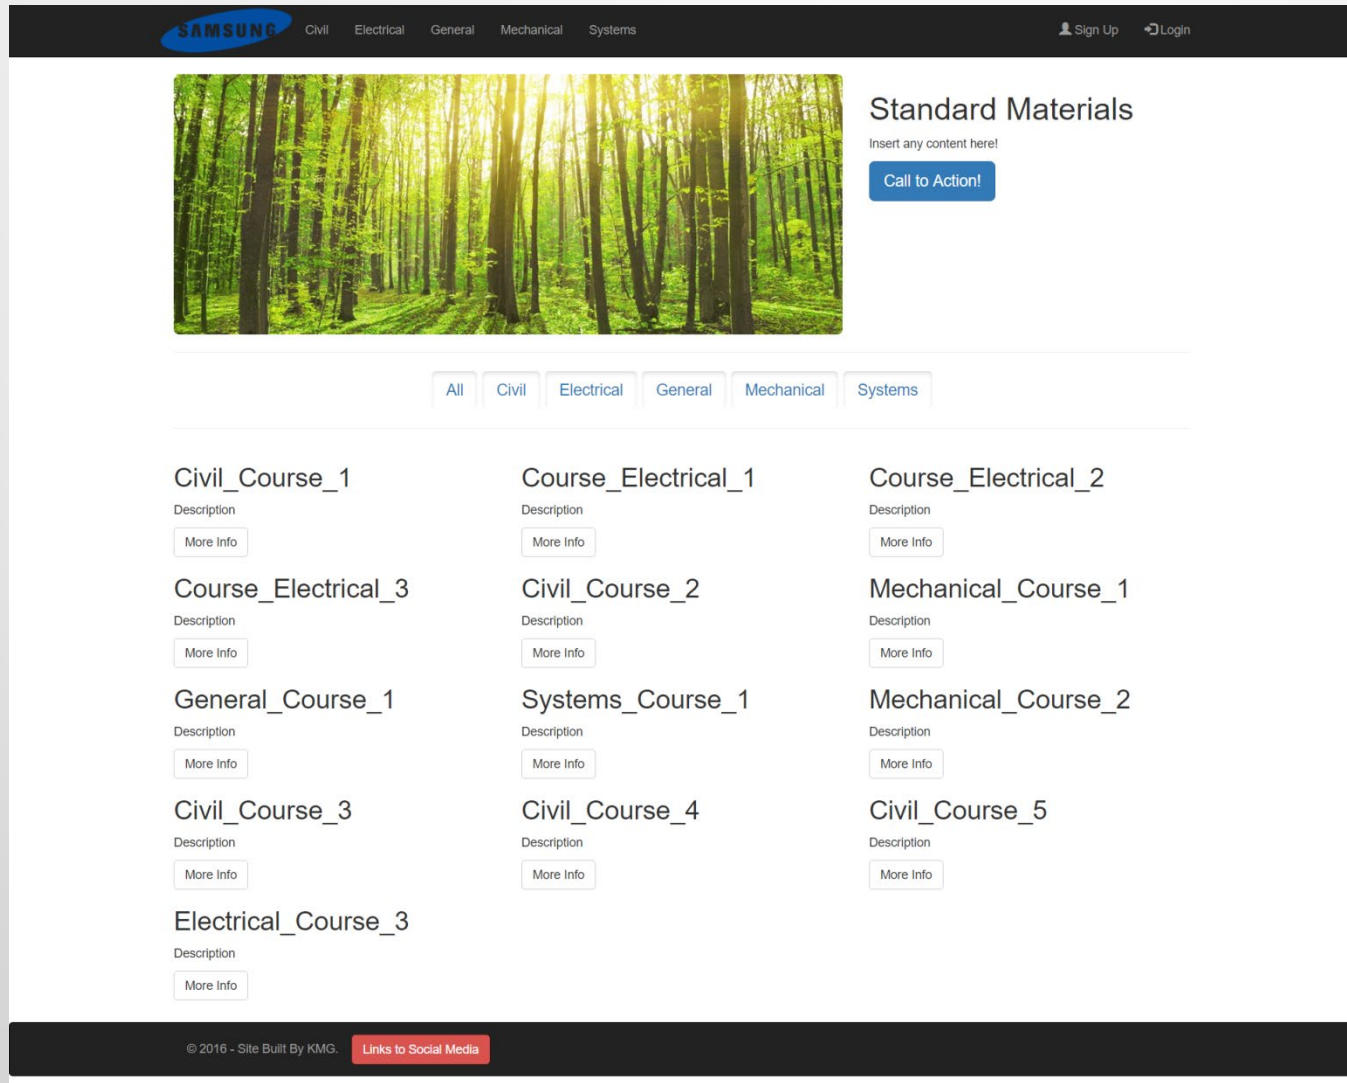 SAMSUNG Civil Electrical General Mechanical Systems Sign Up Login
Standard Materials
Insert any content here!
Call to Action!
All Civil Electrical General Mechanical Systems
Civil_Course_1 Course_Electrical_1 Course_Electrical_2
Description Description Description
More Info More Info More Info
Course_Electrical_3 Civil_Course_2 Mechanical_Course_1
Description Description Description
More Info More Info More Info
General_Course_1 Systems_Course_1 Mechanical_Course_2
Description Description Description
More Info More Info More Info
Civil_Course_3 Civil_Course_4 Civil_Course_5
Description Description Description
More Info More Info More Info
Electrical_Course_3
Description
More Info
© 2016 - Site Built By KMG. Links to Social Media